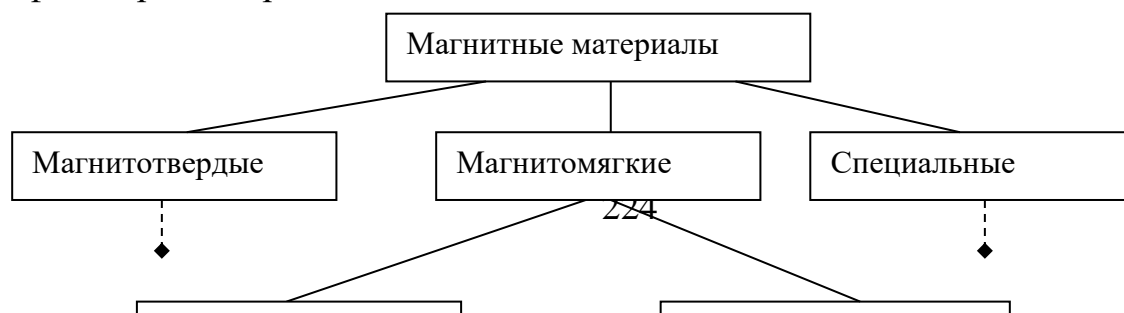 Магнитные материалы
Магнитотвердые
Магнитомягкие
Специальные
224